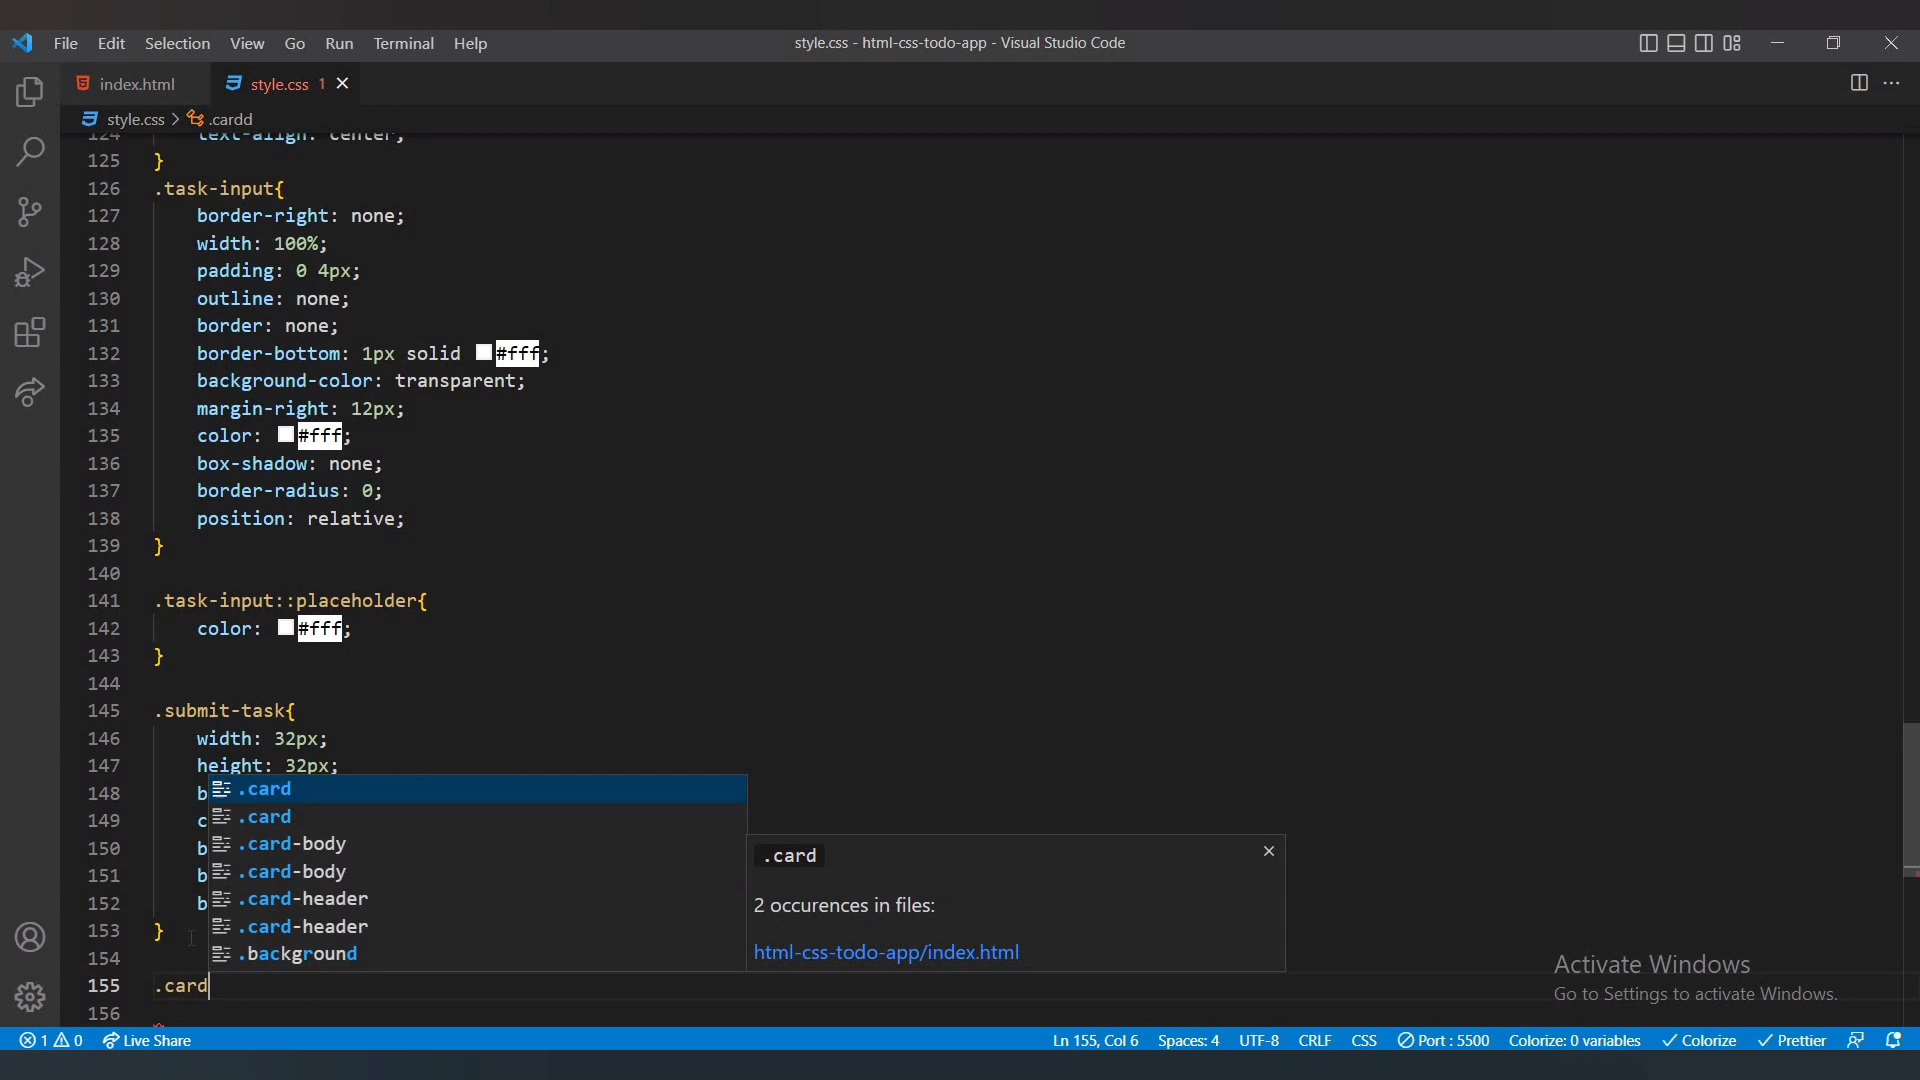 File Edit Selection View Go Run Terminal Help
style.css - html-css-todo-app - Visual Studio Code
index.html
style.css 1
style.css > .cardd
124 text-align: center;
125 }
126 .task-input{
127 border-right: none;
128 width: 100%;
129 padding: 0 4px;
130 outline: none;
131 border: none;
132 border-bottom: 1px solid #fff;
133 background-color: transparent;
134 margin-right: 12px;
135 color: #fff;
136 box-shadow: none;
137 border-radius: 0;
138 position: relative;
139 }
140
141 .task-input::placeholder{
142 color: #fff;
143 }
144
145 .submit-task{
146 width: 32px;
147 height: 32px;
148 b .card
149 c .card
150 b .card-body
151 b .card-body
152 b .card-header
153 } .card-header
154 .background
155 .card
156
.card
2 occurences in files:
html-css-todo-app/index.html
Activate Windows
Go to Settings to activate Windows.
1 0 Live Share
Ln 155, Col 6 Spaces: 4 UTF-8 CRLF CSS Port : 5500 Colorize: 0 variables Colorize Prettier